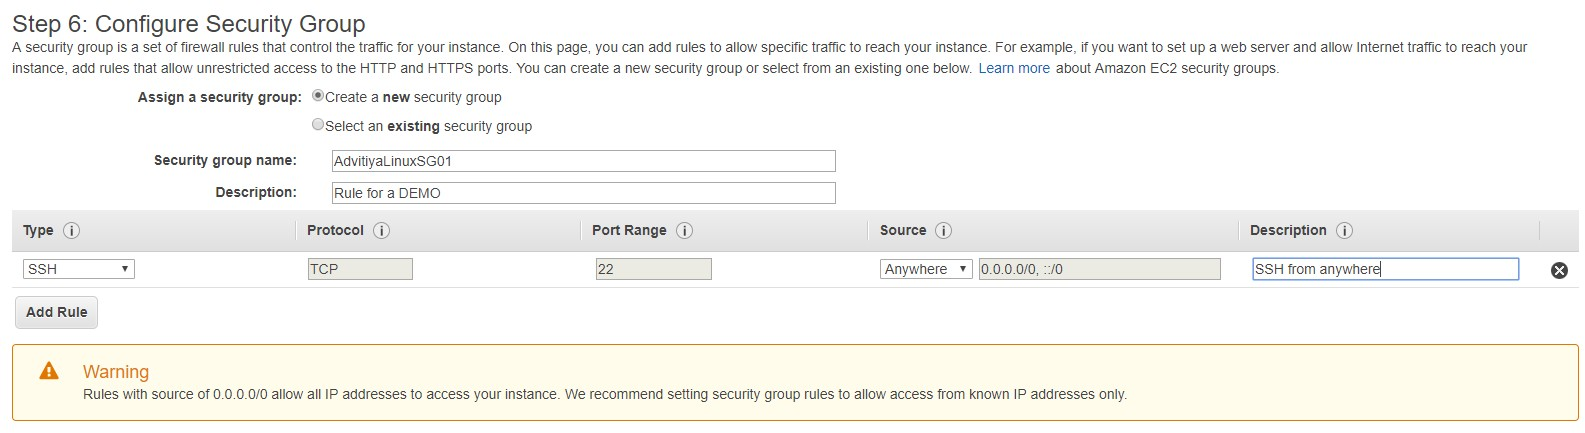 Step 6: Configure Security Group
A security group is a set of firewall rules that control the traffic for your instance. On this page, you can add rules to allow specific traffic to reach your instance. For example, if you want to set up a web server and allow Internet traffic to reach your
instance, add rules that allow unrestricted access to the HTTP and HTTPS ports. You can create a new security group or select from an existing one below. Learn more about Amazon EC2 security groups.
Assign a security group: Create a new security group
Select an existing security group
Security group name: AdvitiyaLinuxSG01
Description: Rule for a DEMO
Type i Protocol i Port Range i Source i Description i
SSH TCP 22 Anywhere 0.0.0.0/0, ::/0 SSH from anywhere
Add Rule
Warning
Rules with source of 0.0.0.0/0 allow all IP addresses to access your instance. We recommend setting security group rules to allow access from known IP addresses only.